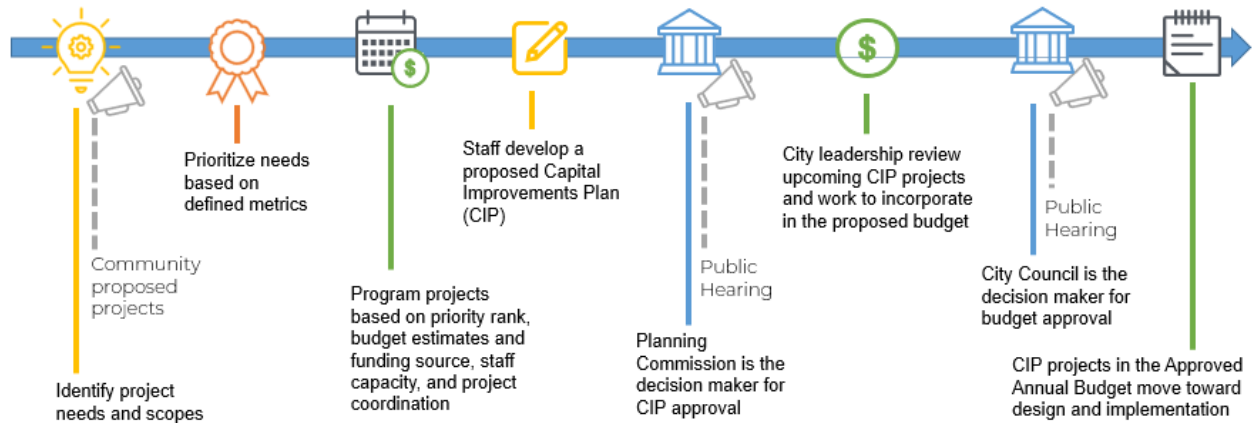 Identify project
needs and scopes
Community
proposed
projects
Prioritize needs
based on
defined metrics
$
Program projects
based on priority rank,
budget estimates and
funding source, staff
capacity, and project
coordination
Staff develop a
proposed Capital
Improvements Plan
(CIP)
Planning
Commission is the
decision maker for
CIP approval
Public
Hearing
$
City leadership review
upcoming CIP projects
and work to incorporate
in the proposed budget
City Council is the
decision maker for
budget approval
Public
Hearing
CIP projects in the Approved
Annual Budget move toward
design and implementation